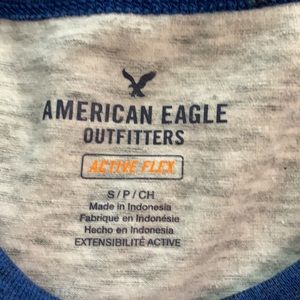 AMERICAN EAGLE
OUTFITTERS
ACTIVE FLEX
S / P / CH
Made in Indonesia
Fabriqué en Indonésie
Hecho en Indonesia
EXTENSIBILITÉ ACTIVE